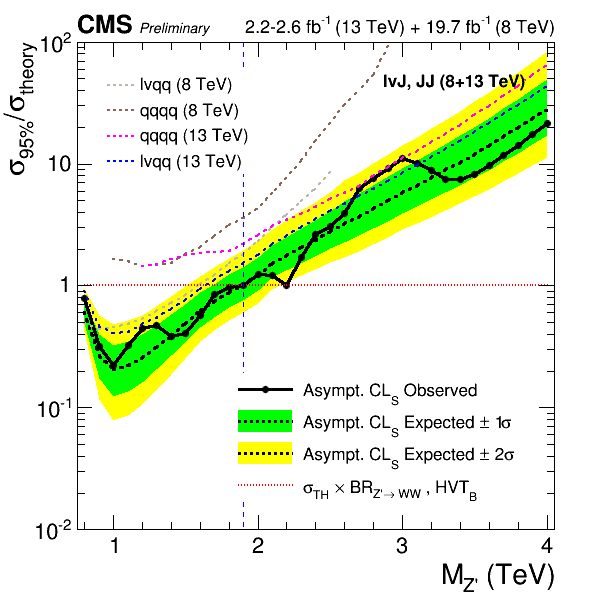 CMS Preliminary 2.2-2.6 fb⁻¹ (13 TeV) + 19.7 fb⁻¹ (8 TeV)
σ95%/σtheory
10²
10
1
10⁻¹
10⁻²
lνJ, JJ (8+13 TeV)
lvqq (8 TeV)
qqqq (8 TeV)
qqqq (13 TeV)
lvqq (13 TeV)
Asympt. CLS Observed
Asympt. CLS Expected ± 1σ
Asympt. CLS Expected ± 2σ
σTH × BRZ'→ WW , HVTB
1 2 3 4
MZ' (TeV)